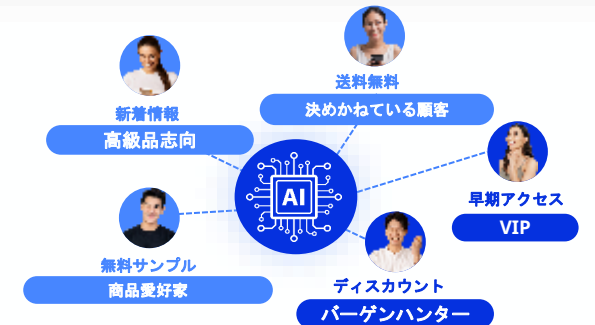 送料無料
決めかねている顧客
新着情報
高級品志向
AI
早期アクセス
VIP
無料サンプル
商品愛好家
ディスカウント
バーゲンハンター